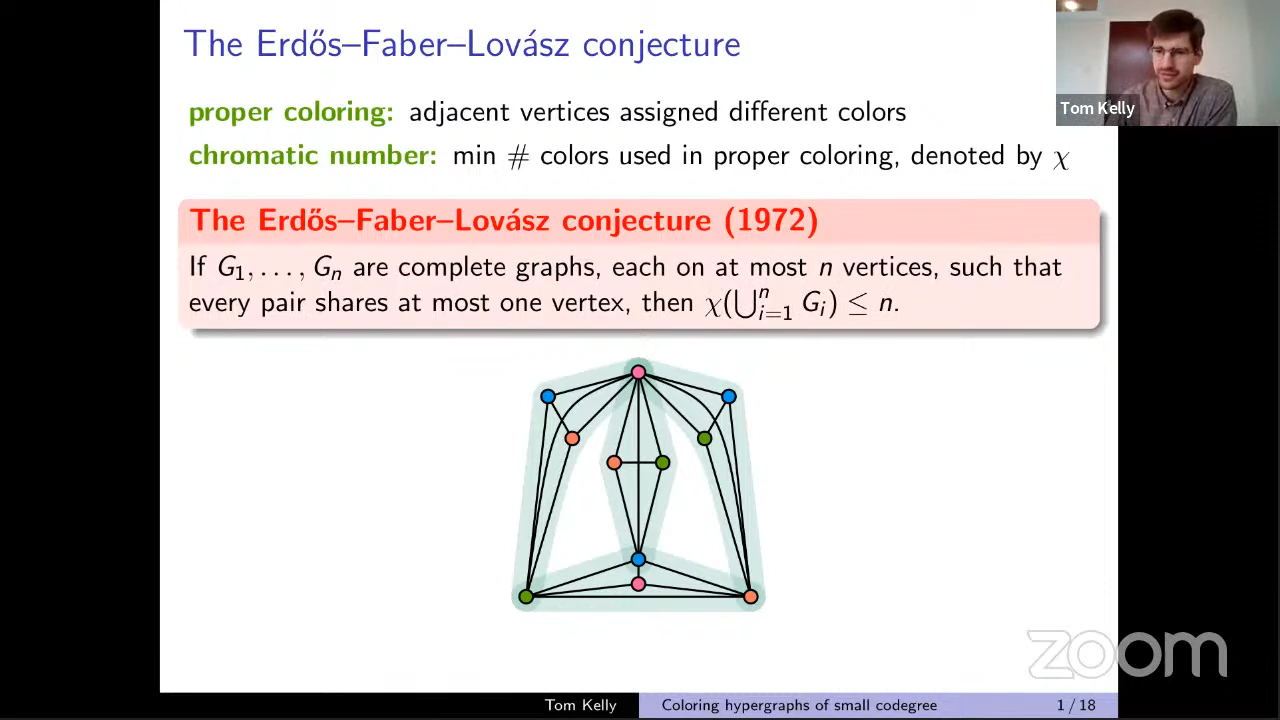 The Erdős–Faber–Lovász conjecture
Tom Kelly
proper coloring: adjacent vertices assigned different colors
chromatic number: min # colors used in proper coloring, denoted by χ
The Erdős–Faber–Lovász conjecture (1972)
If G₁, . . . , Gₙ are complete graphs, each on at most n vertices, such that
every pair shares at most one vertex, then χ(⋃ⁿᵢ₌₁ Gᵢ) ≤ n.
zoom
Tom Kelly Coloring hypergraphs of small codegree 1 / 18